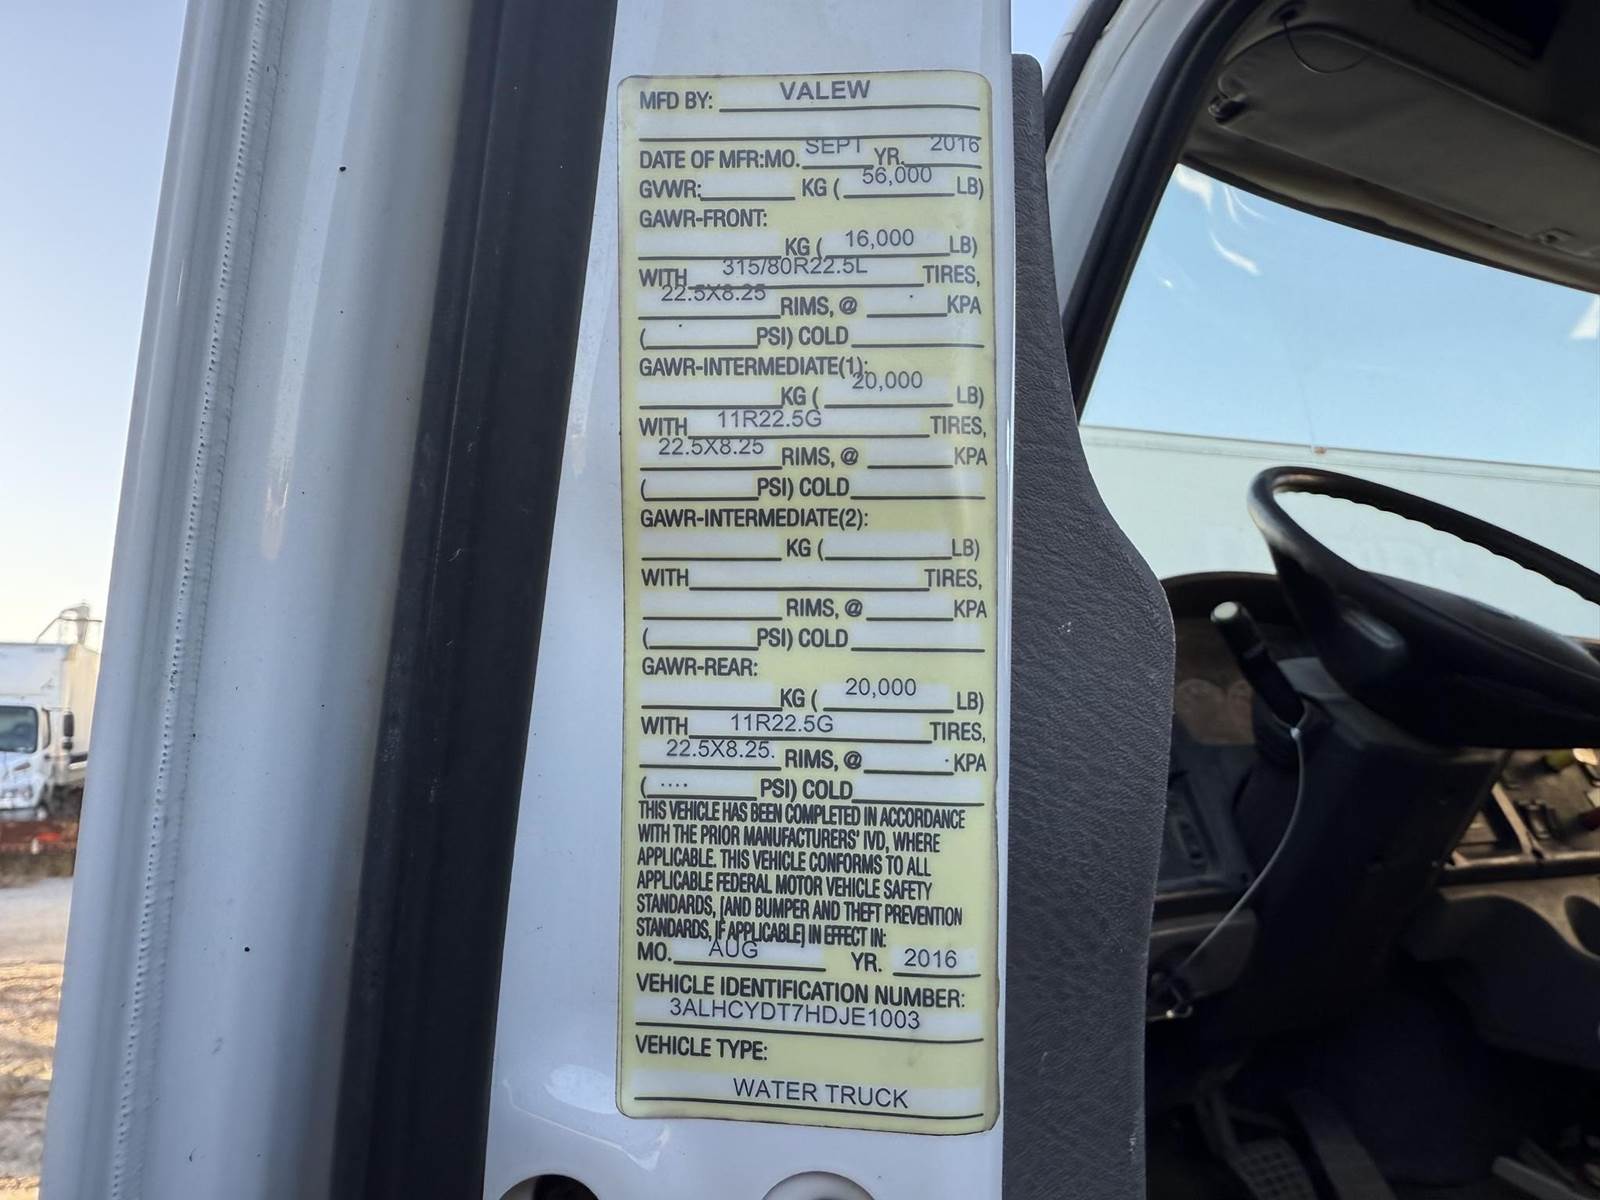 MFD BY: VALEW
DATE OF MFR:MO. SEPT YR. 2016
GVWR: KG ( 56,000 LB)
GAWR-FRONT:
KG ( 16,000 LB)
WITH 315/80R22.5L TIRES,
22.5X8.25 RIMS, @ KPA
( PSI) COLD
GAWR-INTERMEDIATE(1):
KG ( 20,000 LB)
WITH 11R22.5G TIRES,
22.5X8.25 RIMS, @ KPA
( PSI) COLD
GAWR-INTERMEDIATE(2):
KG ( LB)
WITH TIRES,
RIMS, @ KPA
( PSI) COLD
GAWR-REAR:
KG ( 20,000 LB)
WITH 11R22.5G TIRES,
22.5X8.25. RIMS, @ KPA
( .... PSI) COLD
THIS VEHICLE HAS BEEN COMPLETED IN ACCORDANCE
WITH THE PRIOR MANUFACTURERS' IVD, WHERE
APPLICABLE. THIS VEHICLE CONFORMS TO ALL
APPLICABLE FEDERAL MOTOR VEHICLE SAFETY
STANDARDS, [AND BUMPER AND THEFT PREVENTION
STANDARDS, IF APPLICABLE] IN EFFECT IN:
MO. AUG YR. 2016
VEHICLE IDENTIFICATION NUMBER:
3ALHCYDT7HDJE1003
VEHICLE TYPE:
WATER TRUCK